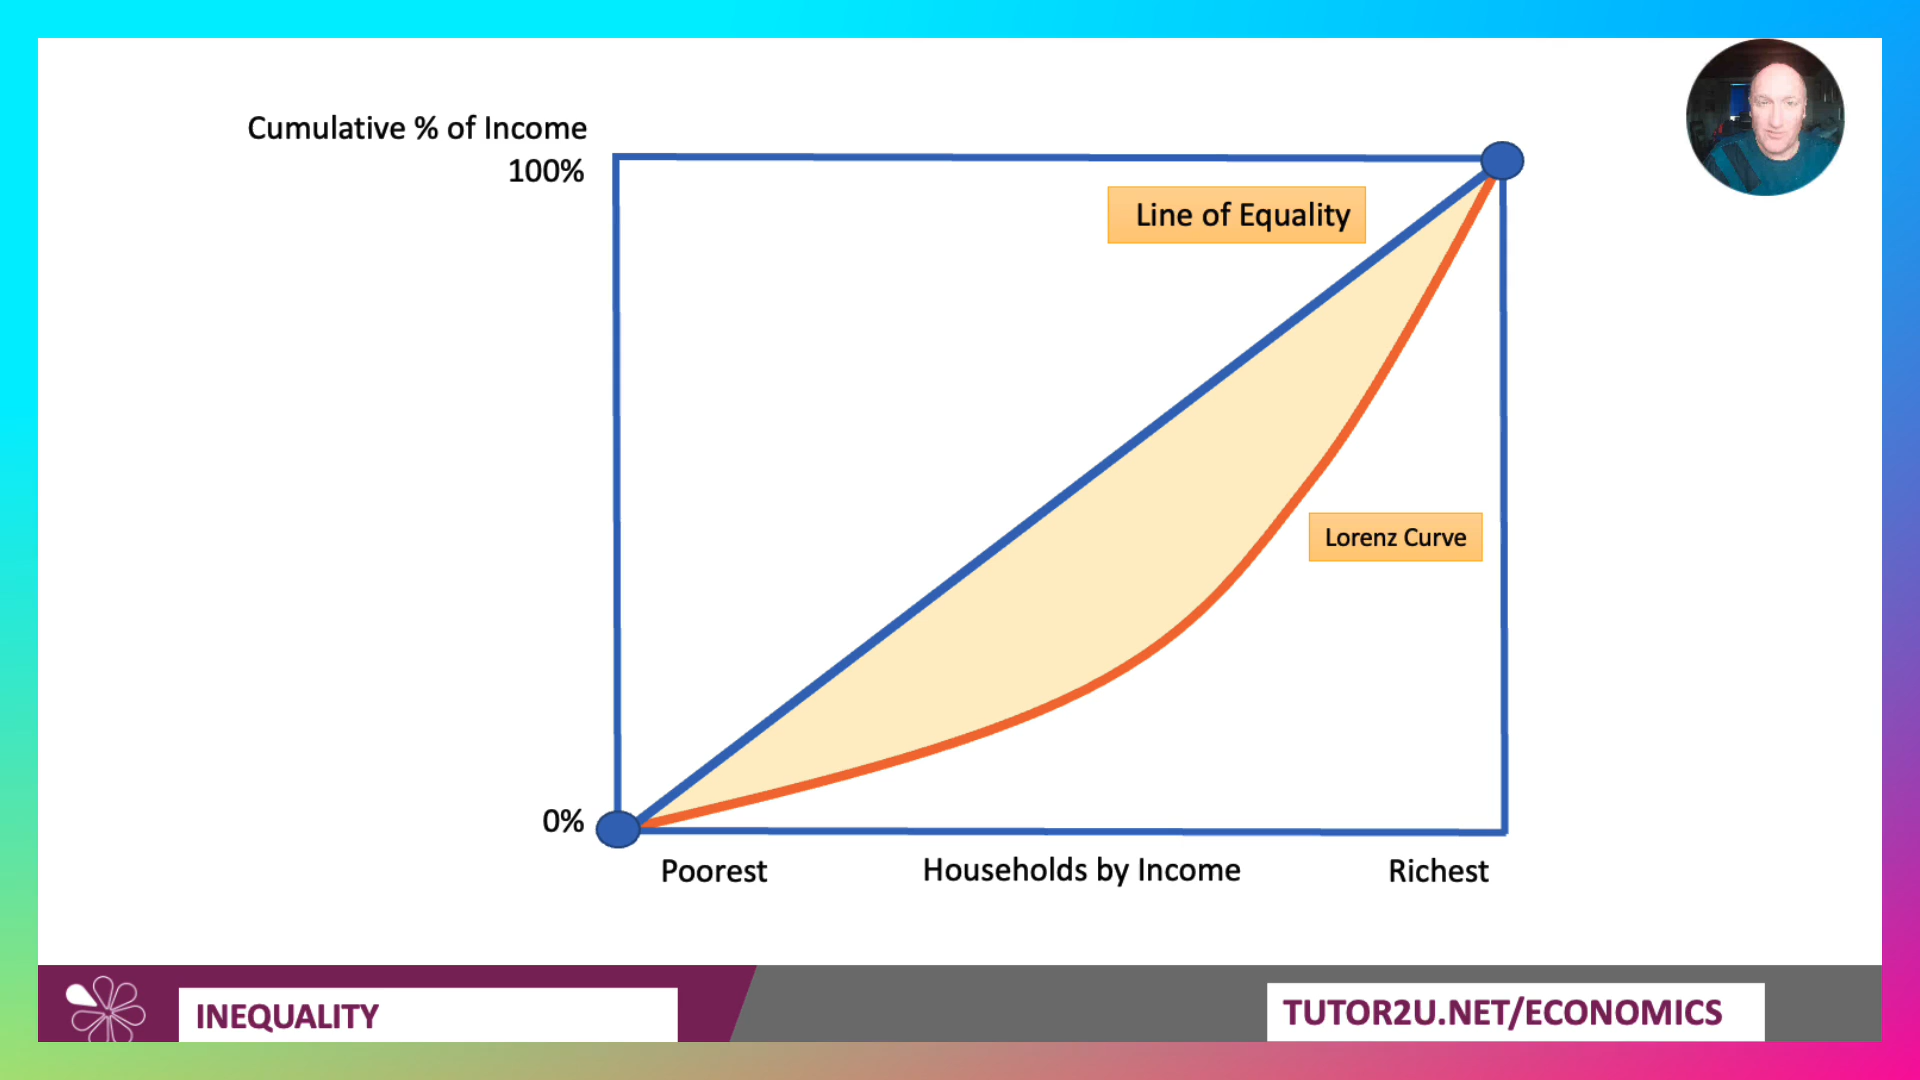 Cumulative % of Income
100%
Line of Equality
Lorenz Curve
0%
Poorest
Households by Income
Richest
INEQUALITY
TUTOR2U.NET/ECONOMICS